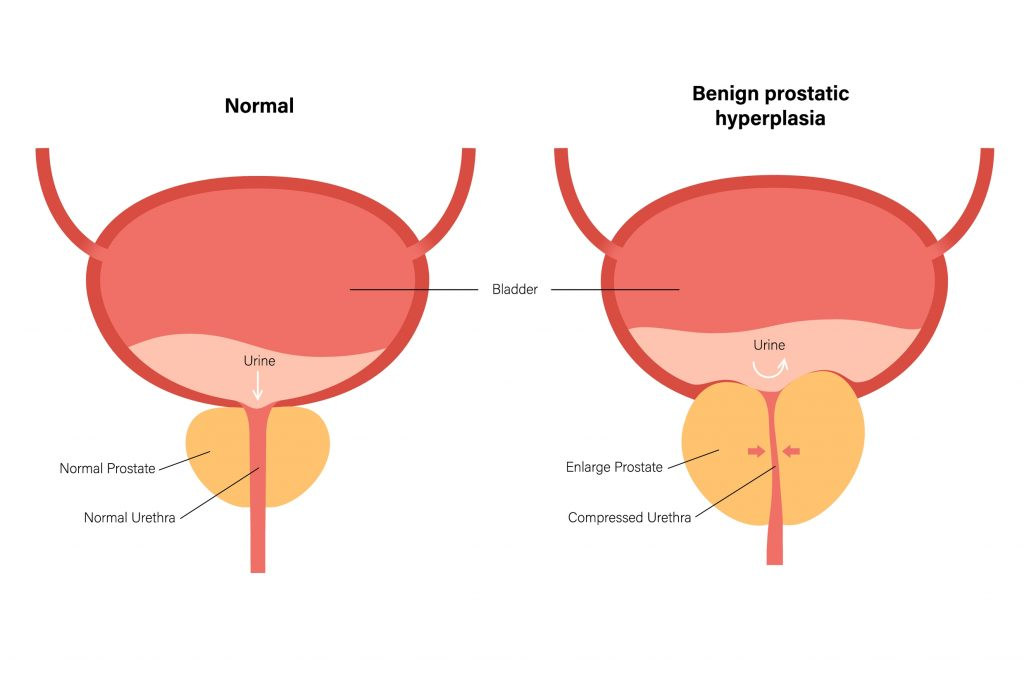 Normal
Benign prostatic
hyperplasia
Bladder
Urine
Urine
Normal Prostate
Enlarge Prostate
Normal Urethra
Compressed Urethra